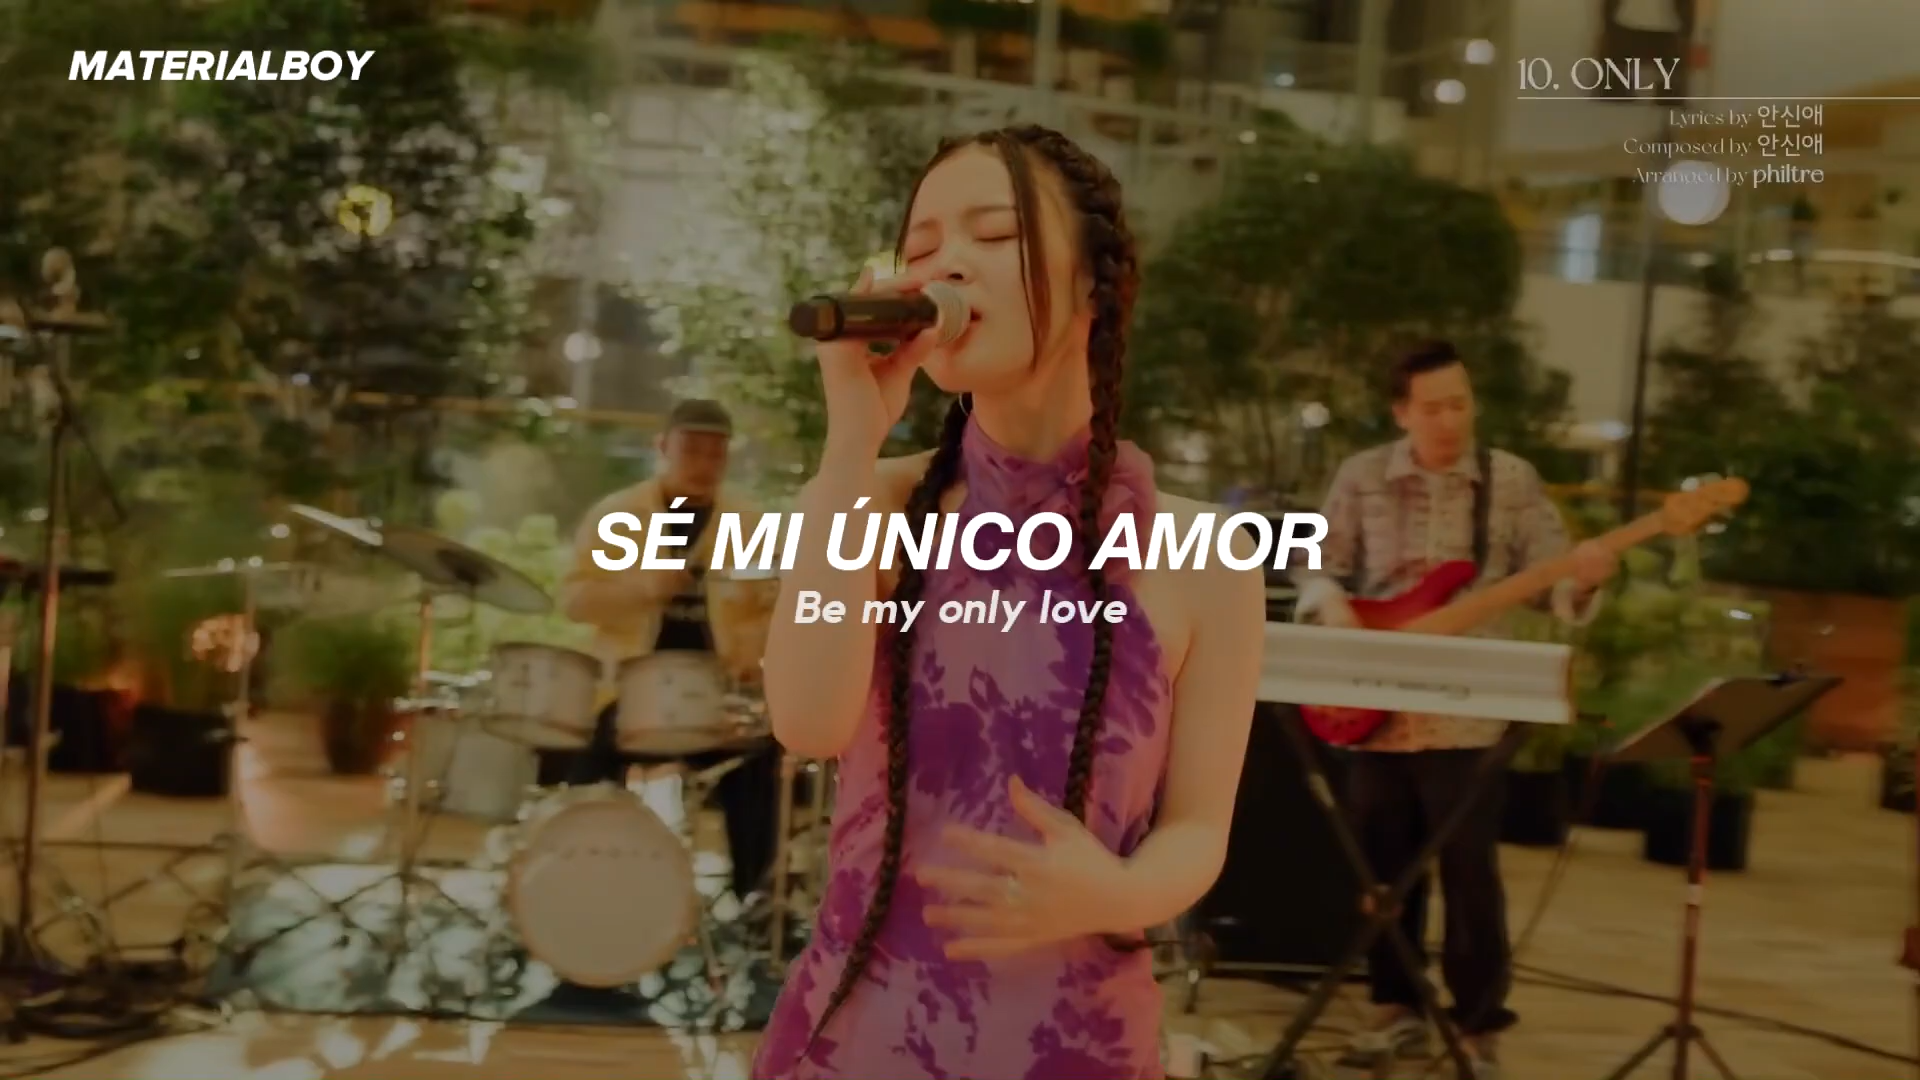 MATERIALBOY
10. ONLY
Lyrics by 안신애
Composed by 안신애
Arranged by philtre
SÉ MI ÚNICO AMOR
Be my only love